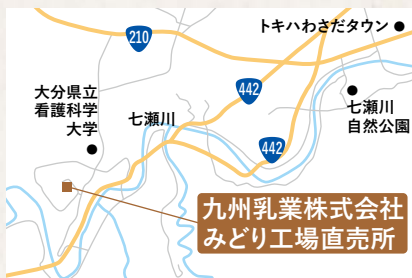 トキハわさだタウン
210
大分県立
看護科学
大学
七瀬川
442
七瀬川
自然公園
442
九州乳業株式会社
みどり工場直売所